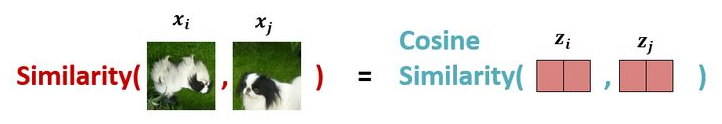 x_i x_j
Cosine z_i z_j
Similarity( , ) = Similarity( , )